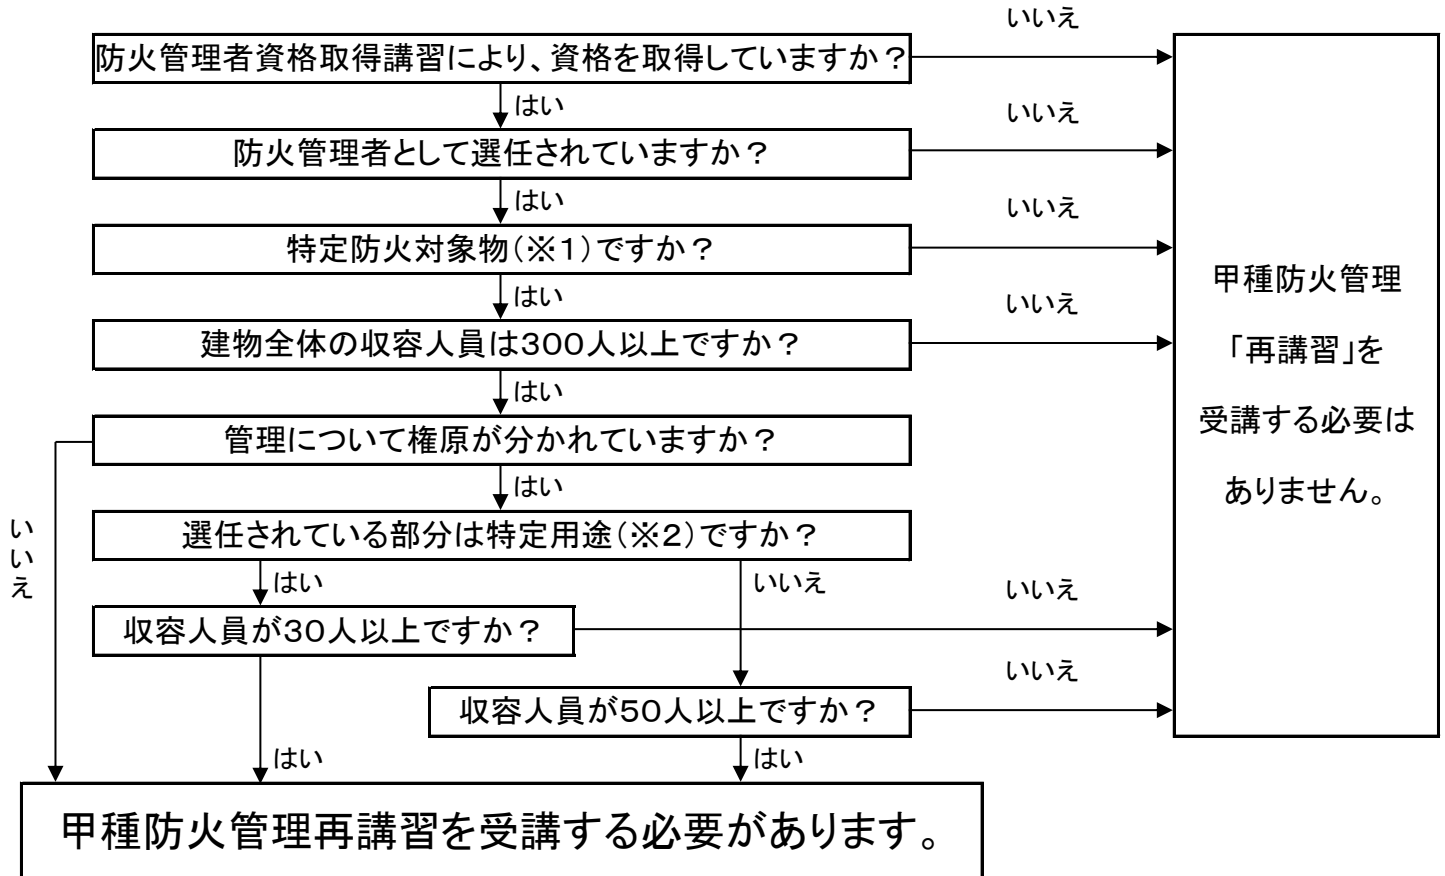 いいえ
防火管理者資格取得講習により、資格を取得していますか？
はい
いいえ
防火管理者として選任されていますか？
はい
いいえ
特定防火対象物(※1)ですか？
はい
いいえ
建物全体の収容人員は300人以上ですか？
はい
管理について権原が分かれていますか？
はい
いいえ
選任されている部分は特定用途(※2)ですか？
はい
いいえ
いいえ
収容人員が30人以上ですか？
いいえ
収容人員が50人以上ですか？
はい
はい
甲種防火管理
「再講習」を
受講する必要は
ありません。
甲種防火管理再講習を受講する必要があります。